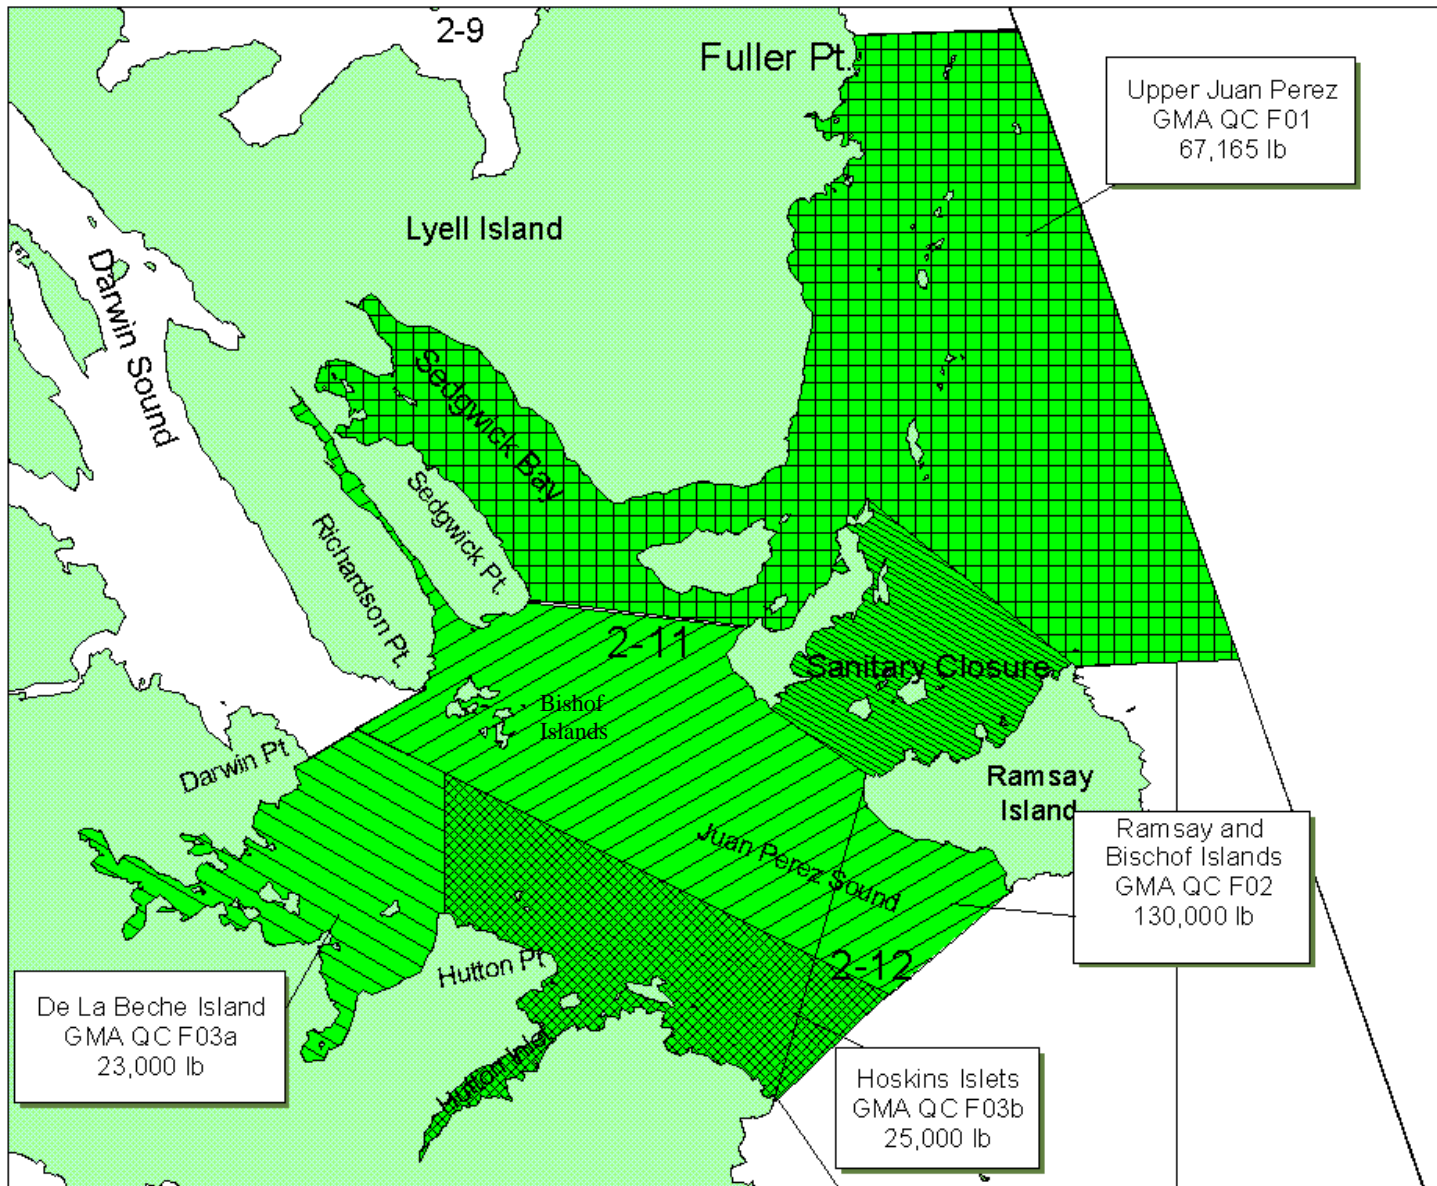 2-9
Fuller Pt.
Upper Juan Perez
GMA QC F01
67,165 lb
Lyell Island
Darwin Sound
Sedgwick Bay
Sedgwick Pt.
Richardson Pt.
2-11
Sanitary Closure
Bishof
Islands
Darwin Pt
Ramsay
Island
Ramsay and
Bischof Islands
GMA QC F02
130,000 lb
Juan Perez Sound
2-12
Hutton Pt
De La Beche Island
GMA QC F03a
23,000 lb
Hutton Inlet
Hoskins Islets
GMA QC F03b
25,000 lb